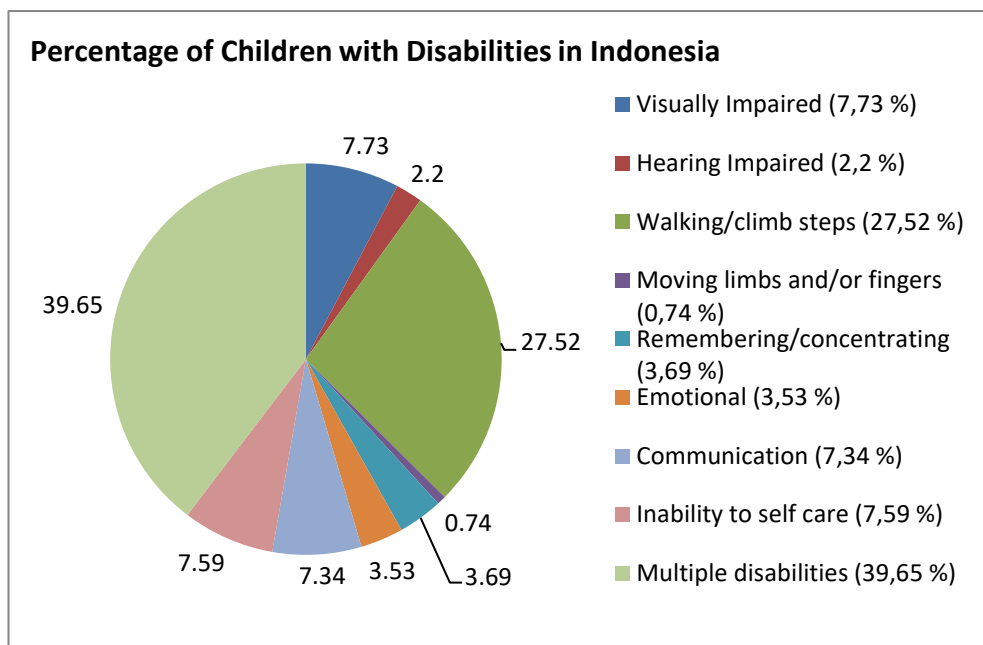 Percentage of Children with Disabilities in Indonesia
7.73
2.2
27.52
0.74
3.69
3.53
7.34
7.59
39.65
Visually Impaired (7,73 %)
Hearing Impaired (2,2 %)
Walking/climb steps (27,52 %)
Moving limbs and/or fingers
(0,74 %)
Remembering/concentrating
(3,69 %)
Emotional (3,53 %)
Communication (7,34 %)
Inability to self care (7,59 %)
Multiple disabilities (39,65 %)